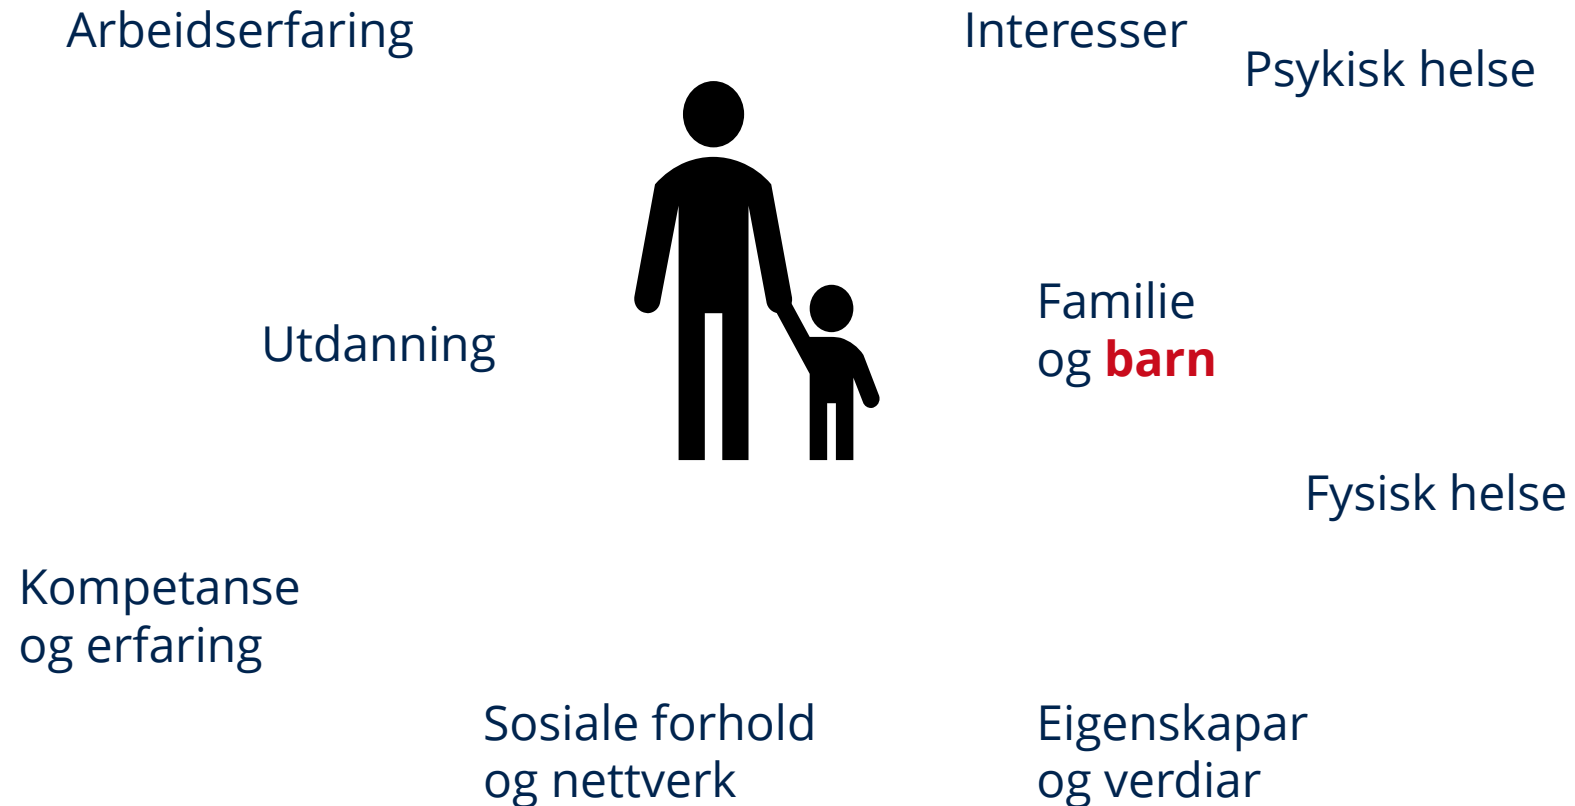 Arbeidserfaring
Interesser
Psykisk helse
Utdanning
Familie
og barn
Fysisk helse
Kompetanse
og erfaring
Sosiale forhold
og nettverk
Eigenskapar
og verdiar